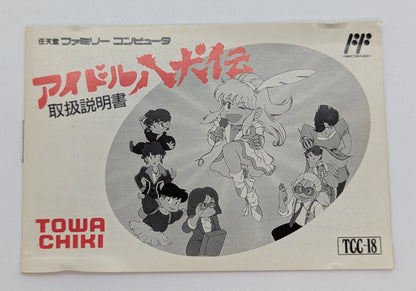 任天堂 ファミリー コンピュータ
アイドル八犬伝
取扱説明書
TOWA
CHIKI
TCC-18